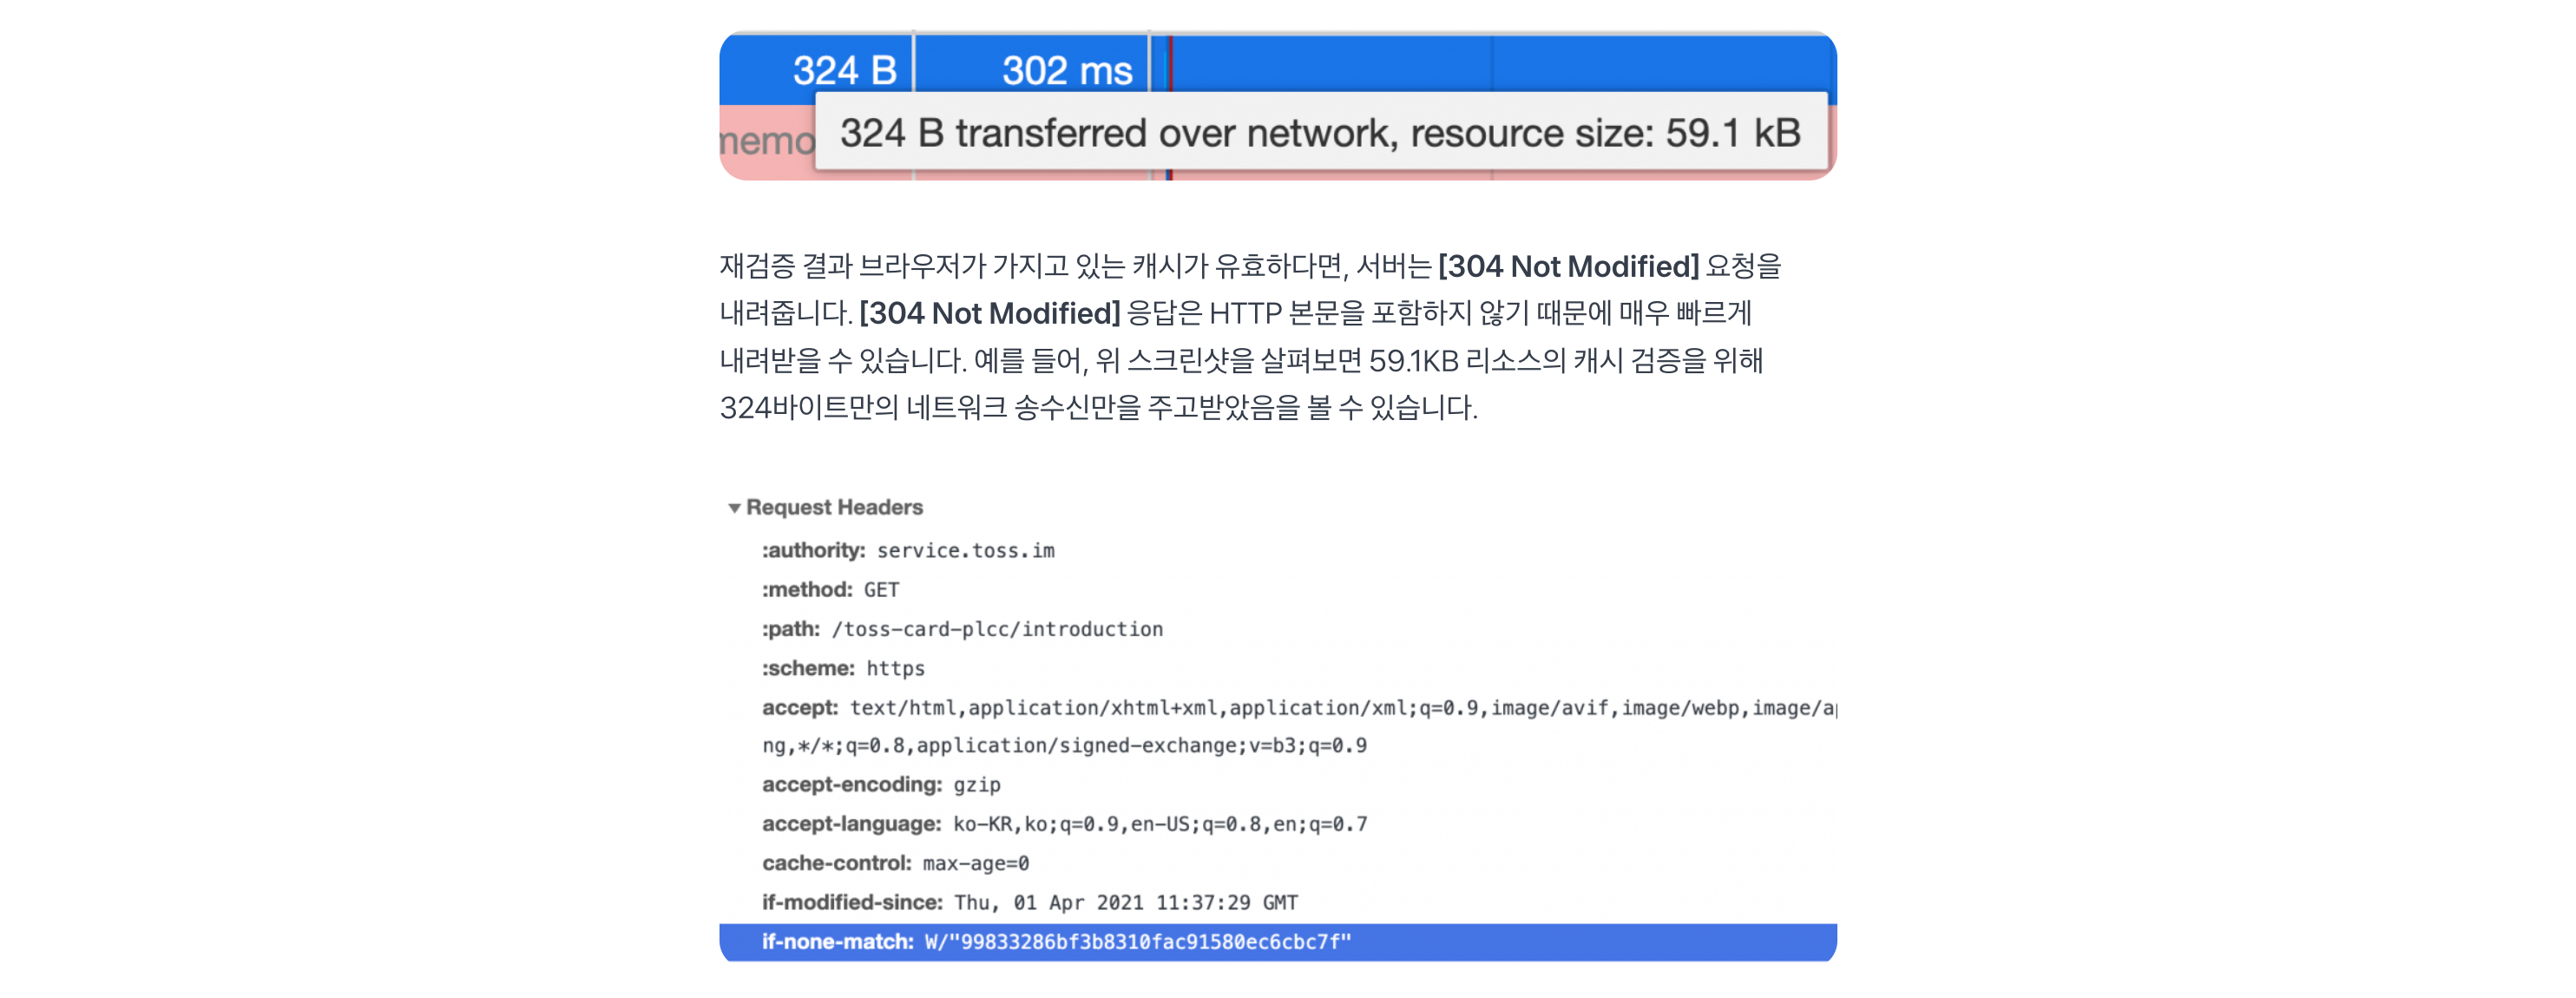 324 B 302 ms
memo 324 B transferred over network, resource size: 59.1 kB
재검증 결과 브라우저가 가지고 있는 캐시가 유효하다면, 서버는 [304 Not Modified] 요청을
내려줍니다. [304 Not Modified] 응답은 HTTP 본문을 포함하지 않기 때문에 매우 빠르게
내려받을 수 있습니다. 예를 들어, 위 스크린샷을 살펴보면 59.1KB 리소스의 캐시 검증을 위해
324바이트만의 네트워크 송수신만을 주고받았음을 볼 수 있습니다.
▼ Request Headers
:authority: service.toss.im
:method: GET
:path: /toss-card-plcc/introduction
:scheme: https
accept: text/html,application/xhtml+xml,application/xml;q=0.9,image/avif,image/webp,image/ap
ng,*/*;q=0.8,application/signed-exchange;v=b3;q=0.9
accept-encoding: gzip
accept-language: ko-KR,ko;q=0.9,en-US;q=0.8,en;q=0.7
cache-control: max-age=0
if-modified-since: Thu, 01 Apr 2021 11:37:29 GMT
if-none-match: W/"99833286bf3b8310fac91580ec6cbc7f"